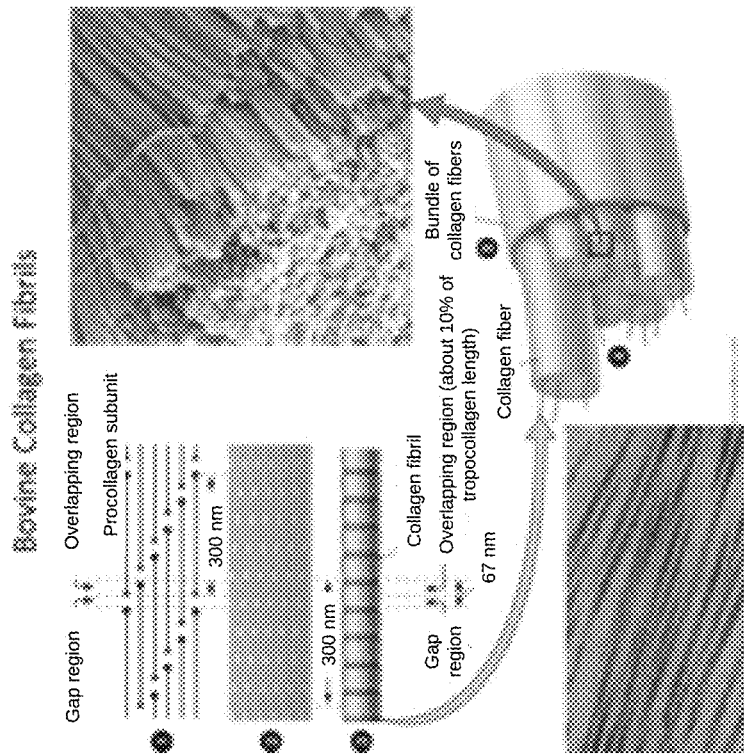 Bovine Collagen Fibrils
Gap region
Overlapping region
Procollagen subunit
300 nm
300 nm
Collagen fibril
Gap
region
Overlapping region (about 10% of
tropocollagen length)
67 nm
Collagen fiber
Bundle of
collagen fibers